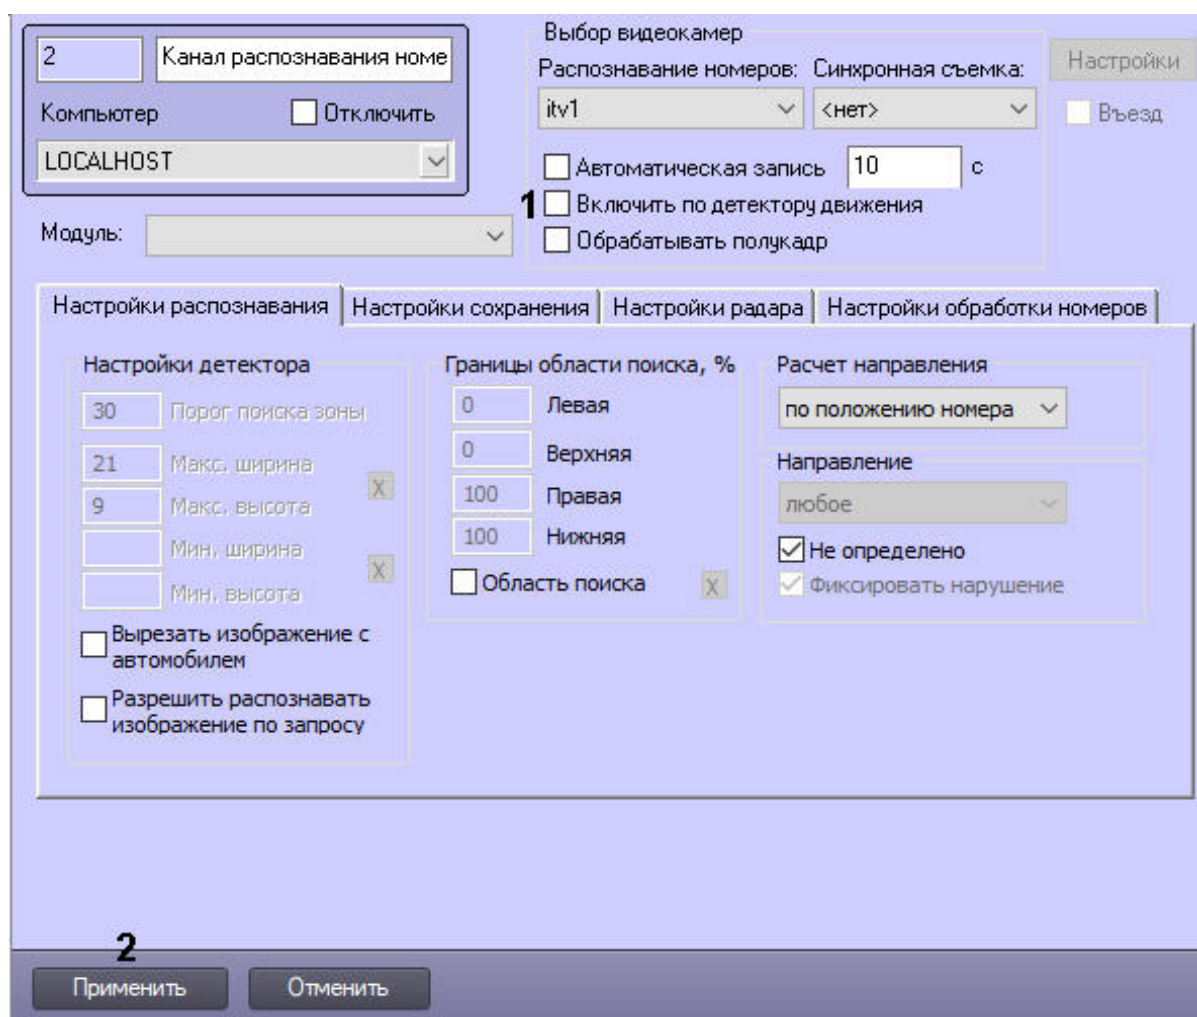 2
Канал распознавания номе
Компьютер
Отключить
LOCALHOST
Модуль:
Выбор видеокамер
Распознавание номеров: Синхронная съемка:
itv1
<нет>
Автоматическая запись 10 с
1 Включить по детектору движения
Обрабатывать полукадр
Настройки
Въезд
Настройки распознавания Настройки сохранения Настройки радара Настройки обработки номеров
Настройки детектора
30 Порог поиска зоны
21 Макс. ширина
9 Макс. высота
X
Мин. ширина
Мин. высота
X
Вырезать изображение с
автомобилем
Разрешить распознавать
изображение по запросу
Границы области поиска, %
0 Левая
0 Верхняя
100 Правая
100 Нижняя
Область поиска X
Расчет направления
по положению номера
Направление
любое
Не определено
Фиксировать нарушение
2
Применить Отменить